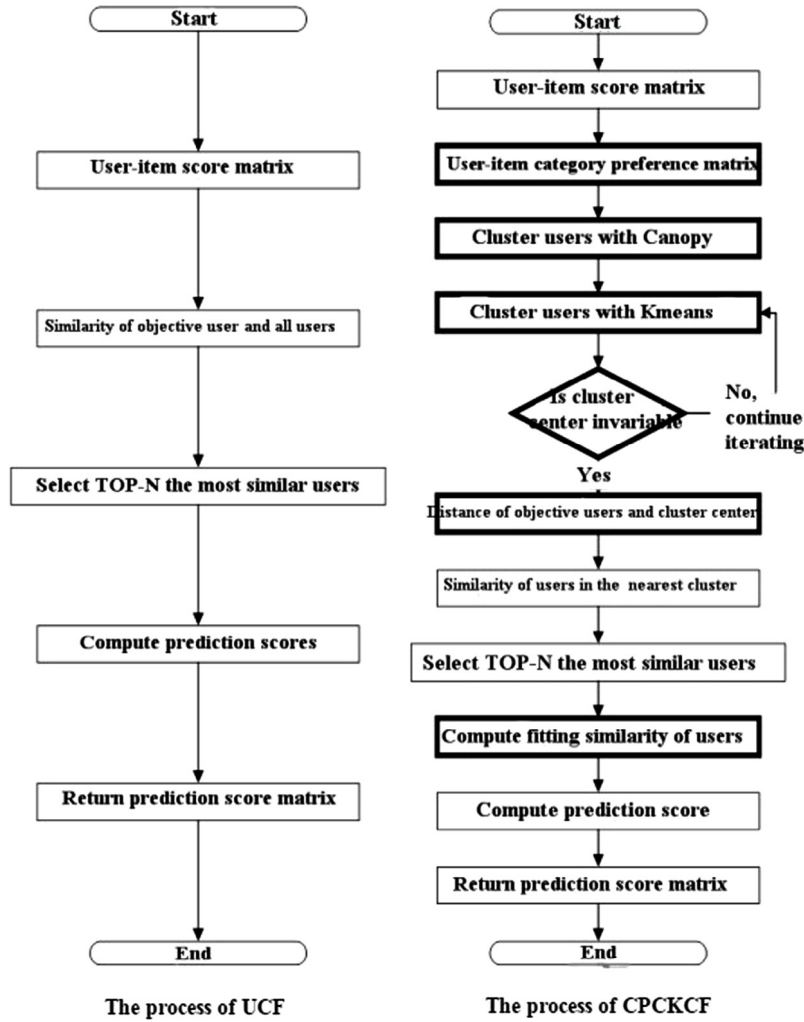 Start
User-item score matrix
Similarity of objective user and all users
Select TOP-N the most similar users
Compute prediction scores
Return prediction score matrix
End
The process of UCF
Start
User-item score matrix
User-item category preference matrix
Cluster users with Canopy
Cluster users with Kmeans
Is cluster
center invariable
No,
continue
iterating
Yes
Distance of objective users and cluster center
Similarity of users in the nearest cluster
Select TOP-N the most similar users
Compute fitting similarity of users
Compute prediction score
Return prediction score matrix
End
The process of CPCKCF